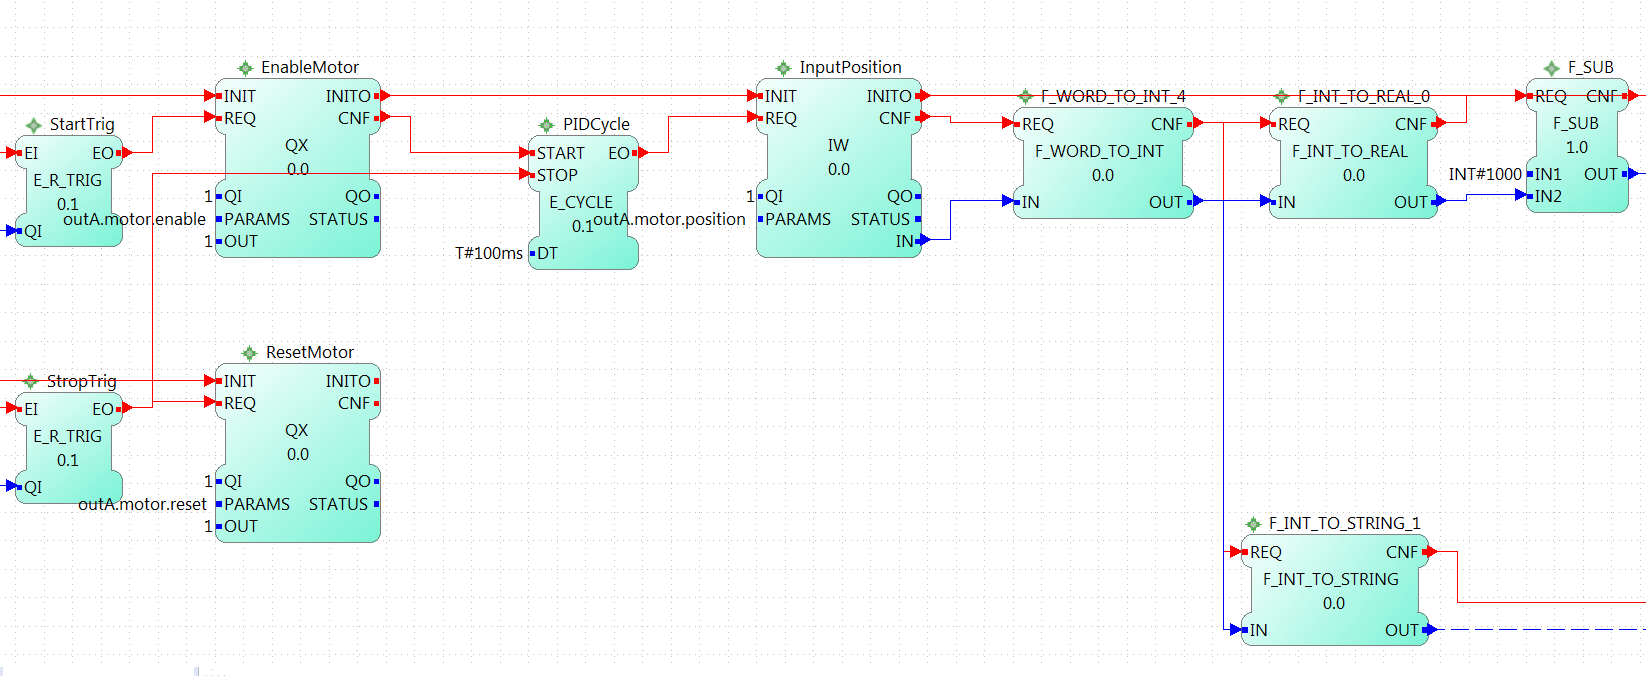 EnableMotor
INIT INITO
REQ CNF
QX
0.0
1 QI QO
outA.motor.enable PARAMS STATUS
1 OUT
StartTrig
EI EO
E_R_TRIG
0.1
QI
PIDCycle
START EO
STOP
E_CYCLE
0.1
T#100ms DT
InputPosition
INIT INITO
REQ CNF
IW
0.0
1 QI QO
outA.motor.position PARAMS STATUS
IN
F_WORD_TO_INT_4
REQ CNF
F_WORD_TO_INT
0.0
IN OUT
F_INT_TO_REAL_0
REQ CNF
F_INT_TO_REAL
0.0
IN OUT
F_SUB
REQ CNF
F_SUB
1.0
INT#1000 IN1 OUT
IN2
StropTrig
EI EO
E_R_TRIG
0.1
QI
ResetMotor
INIT INITO
REQ CNF
QX
0.0
1 QI QO
outA.motor.reset PARAMS STATUS
1 OUT
F_INT_TO_STRING_1
REQ CNF
F_INT_TO_STRING
0.0
IN OUT